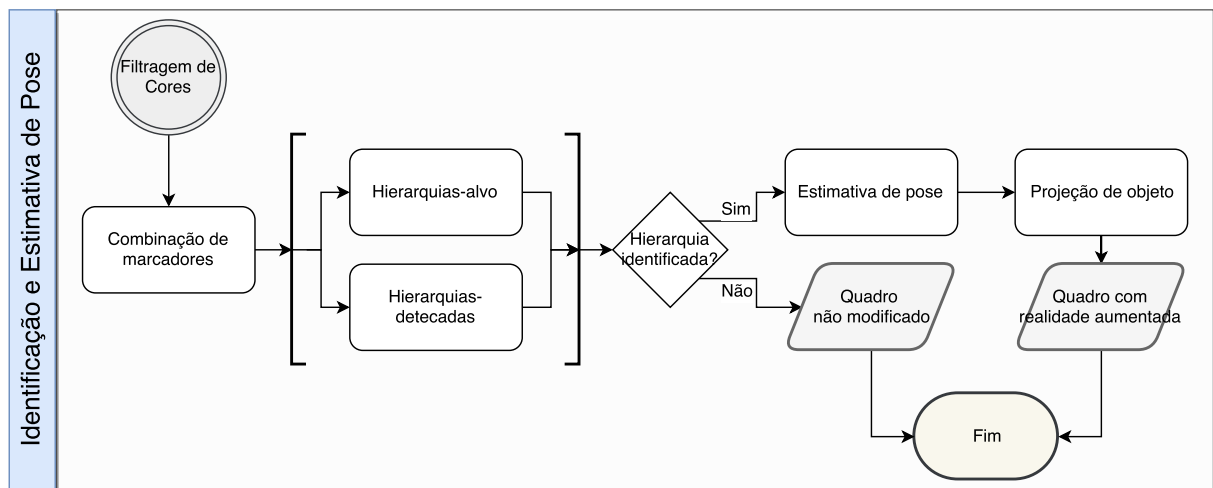 Identificação e Estimativa de Pose
Filtragem de
Cores
Combinação de
marcadores
Hierarquias-alvo
Hierarquias-
detecadas
Hierarquia
identificada?
Sim
Não
Estimativa de pose
Projeção de objeto
Quadro
não modificado
Quadro com
realidade aumentada
Fim